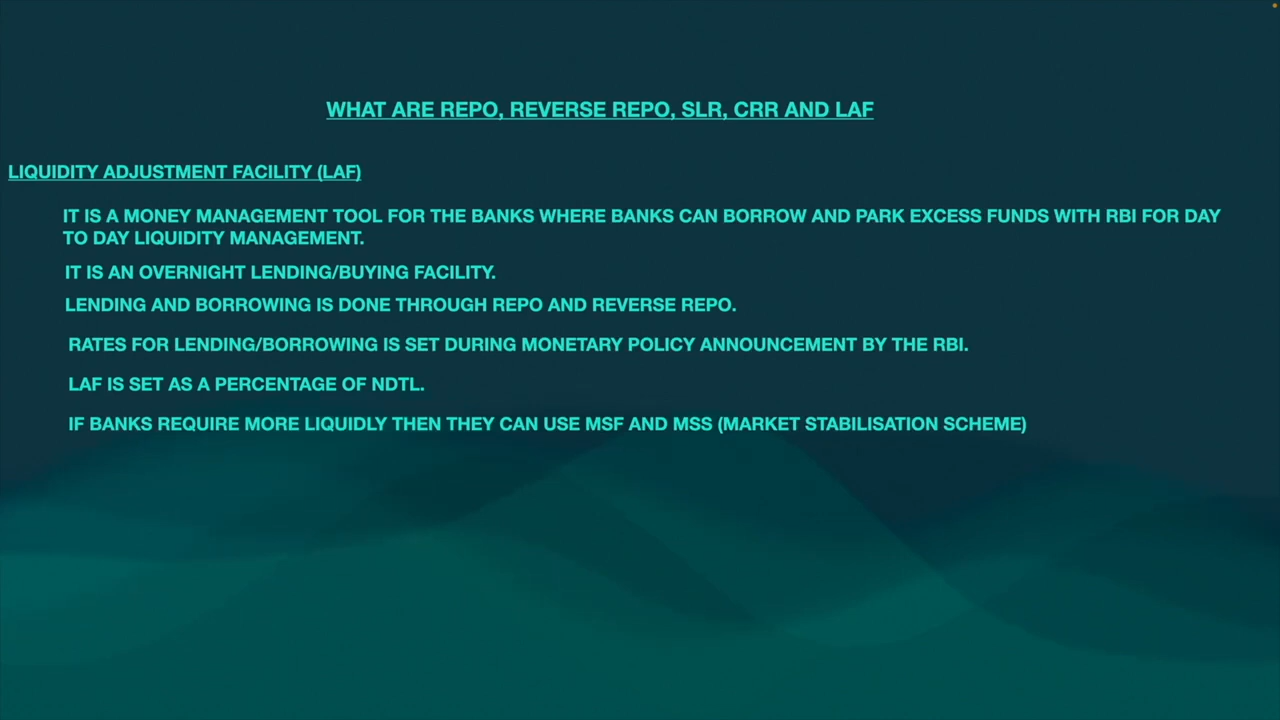 WHAT ARE REPO, REVERSE REPO, SLR, CRR AND LAF
LIQUIDITY ADJUSTMENT FACILITY (LAF)
IT IS A MONEY MANAGEMENT TOOL FOR THE BANKS WHERE BANKS CAN BORROW AND PARK EXCESS FUNDS WITH RBI FOR DAY
TO DAY LIQUIDITY MANAGEMENT.
IT IS AN OVERNIGHT LENDING/BUYING FACILITY.
LENDING AND BORROWING IS DONE THROUGH REPO AND REVERSE REPO.
RATES FOR LENDING/BORROWING IS SET DURING MONETARY POLICY ANNOUNCEMENT BY THE RBI.
LAF IS SET AS A PERCENTAGE OF NDTL.
IF BANKS REQUIRE MORE LIQUIDLY THEN THEY CAN USE MSF AND MSS (MARKET STABILISATION SCHEME)